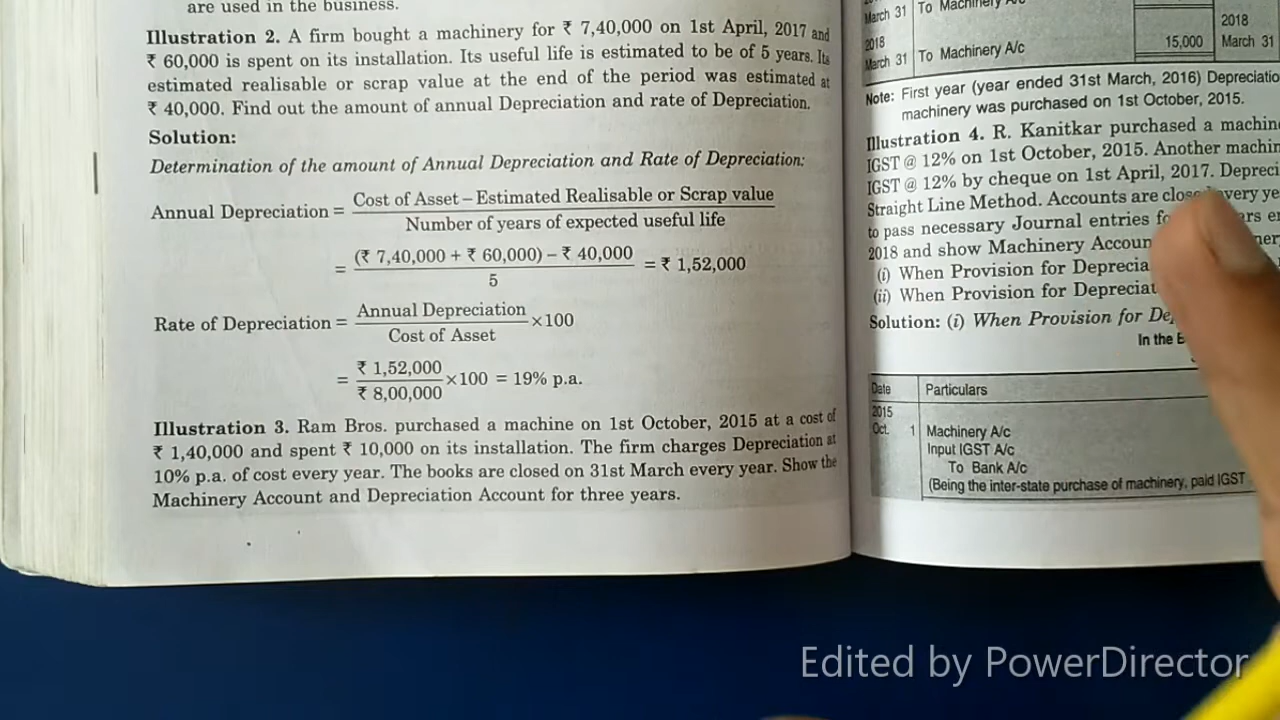 are used in the business.
Illustration 2. A firm bought a machinery for ₹ 7,40,000 on 1st April, 2017 and
₹ 60,000 is spent on its installation. Its useful life is estimated to be of 5 years. Its
estimated realisable or scrap value at the end of the period was estimated at
₹ 40,000. Find out the amount of annual Depreciation and rate of Depreciation.
Solution:
Determination of the amount of Annual Depreciation and Rate of Depreciation:
Annual Depreciation = Cost of Asset – Estimated Realisable or Scrap value
Number of years of expected useful life
= (₹ 7,40,000 + ₹ 60,000) – ₹ 40,000 = ₹ 1,52,000
5
Rate of Depreciation = Annual Depreciation ×100
Cost of Asset
= ₹ 1,52,000 ×100 = 19% p.a.
₹ 8,00,000
Illustration 3. Ram Bros. purchased a machine on 1st October, 2015 at a cost of
₹ 1,40,000 and spent ₹ 10,000 on its installation. The firm charges Depreciation at
10% p.a. of cost every year. The books are closed on 31st March every year. Show the
Machinery Account and Depreciation Account for three years.
March 31 To Machinery A/c
2018 2018
March 31 To Machinery A/c 15,000 March 31
Note: First year (year ended 31st March, 2016)
machinery was purchased on 1st October, 2015.
Illustration 4. R. Kanitkar purchased a
IGST @ 12% on 1st October, 2015. Another
IGST @ 12% by cheque on 1st April, 2017.
Straight Line Method. Accounts are
to pass necessary Journal entries
2018 and show Machinery
(i) When Provision for
(ii) When Provision for
Solution: (i) When Provision for
In the
Date Particulars
2015
Oct. 1 Machinery A/c
Input IGST A/c
To Bank A/c
(Being the inter-state purchase of machinery, paid IGST
Edited by PowerDirector